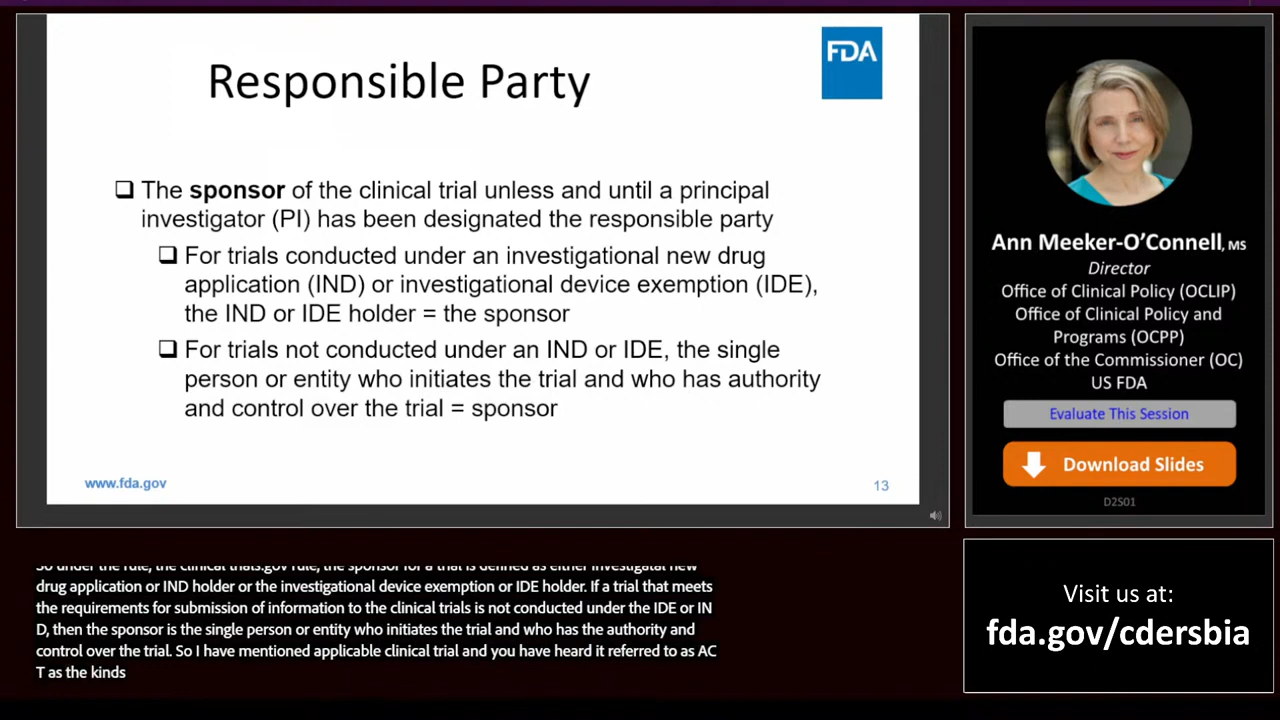 FDA
Responsible Party
The sponsor of the clinical trial unless and until a principal
investigator (PI) has been designated the responsible party
For trials conducted under an investigational new drug
application (IND) or investigational device exemption (IDE),
the IND or IDE holder = the sponsor
For trials not conducted under an IND or IDE, the single
person or entity who initiates the trial and who has authority
and control over the trial = sponsor
www.fda.gov
13
Ann Meeker-O’Connell, MS
Director
Office of Clinical Policy (OCLIP)
Office of Clinical Policy and
Programs (OCPP)
Office of the Commissioner (OC)
US FDA
Evaluate This Session
Download Slides
D2S01
So under the rule, the clinical trials.gov rule, the sponsor for a trial is defined as either investigatal new
drug application or IND holder or the investigational device exemption or IDE holder. If a trial that meets
the requirements for submission of information to the clinical trials is not conducted under the IDE or IN
D, then the sponsor is the single person or entity who initiates the trial and who has the authority and
control over the trial. So I have mentioned applicable clinical trial and you have heard it referred to as AC
T as the kinds
Visit us at:
fda.gov/cdersbia